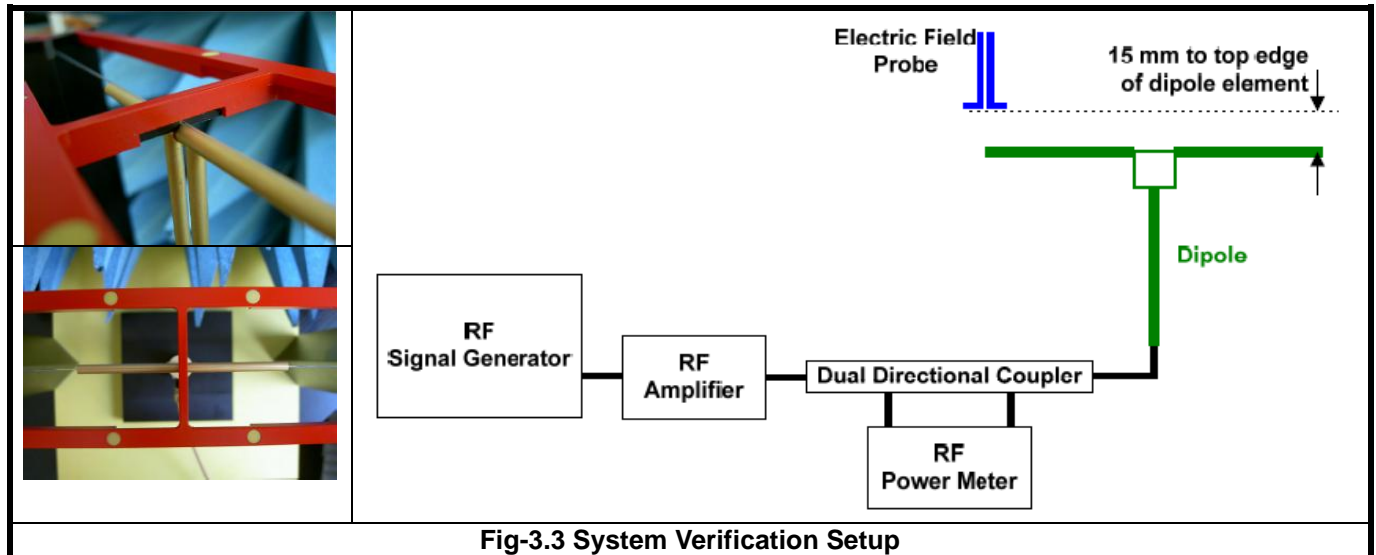 Electric Field
Probe
15 mm to top edge
of dipole element
Dipole
RF
Signal Generator
RF
Amplifier
Dual Directional Coupler
RF
Power Meter
Fig-3.3 System Verification Setup